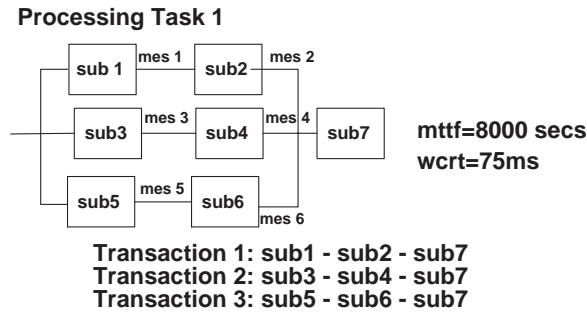 Processing Task 1
mes 1
mes 2
sub 1
sub2
mes 3
mes 4
sub3
sub4
sub7
mttf=8000 secs
wcrt=75ms
mes 5
sub5
sub6
mes 6
Transaction 1: sub1 - sub2 - sub7
Transaction 2: sub3 - sub4 - sub7
Transaction 3: sub5 - sub6 - sub7